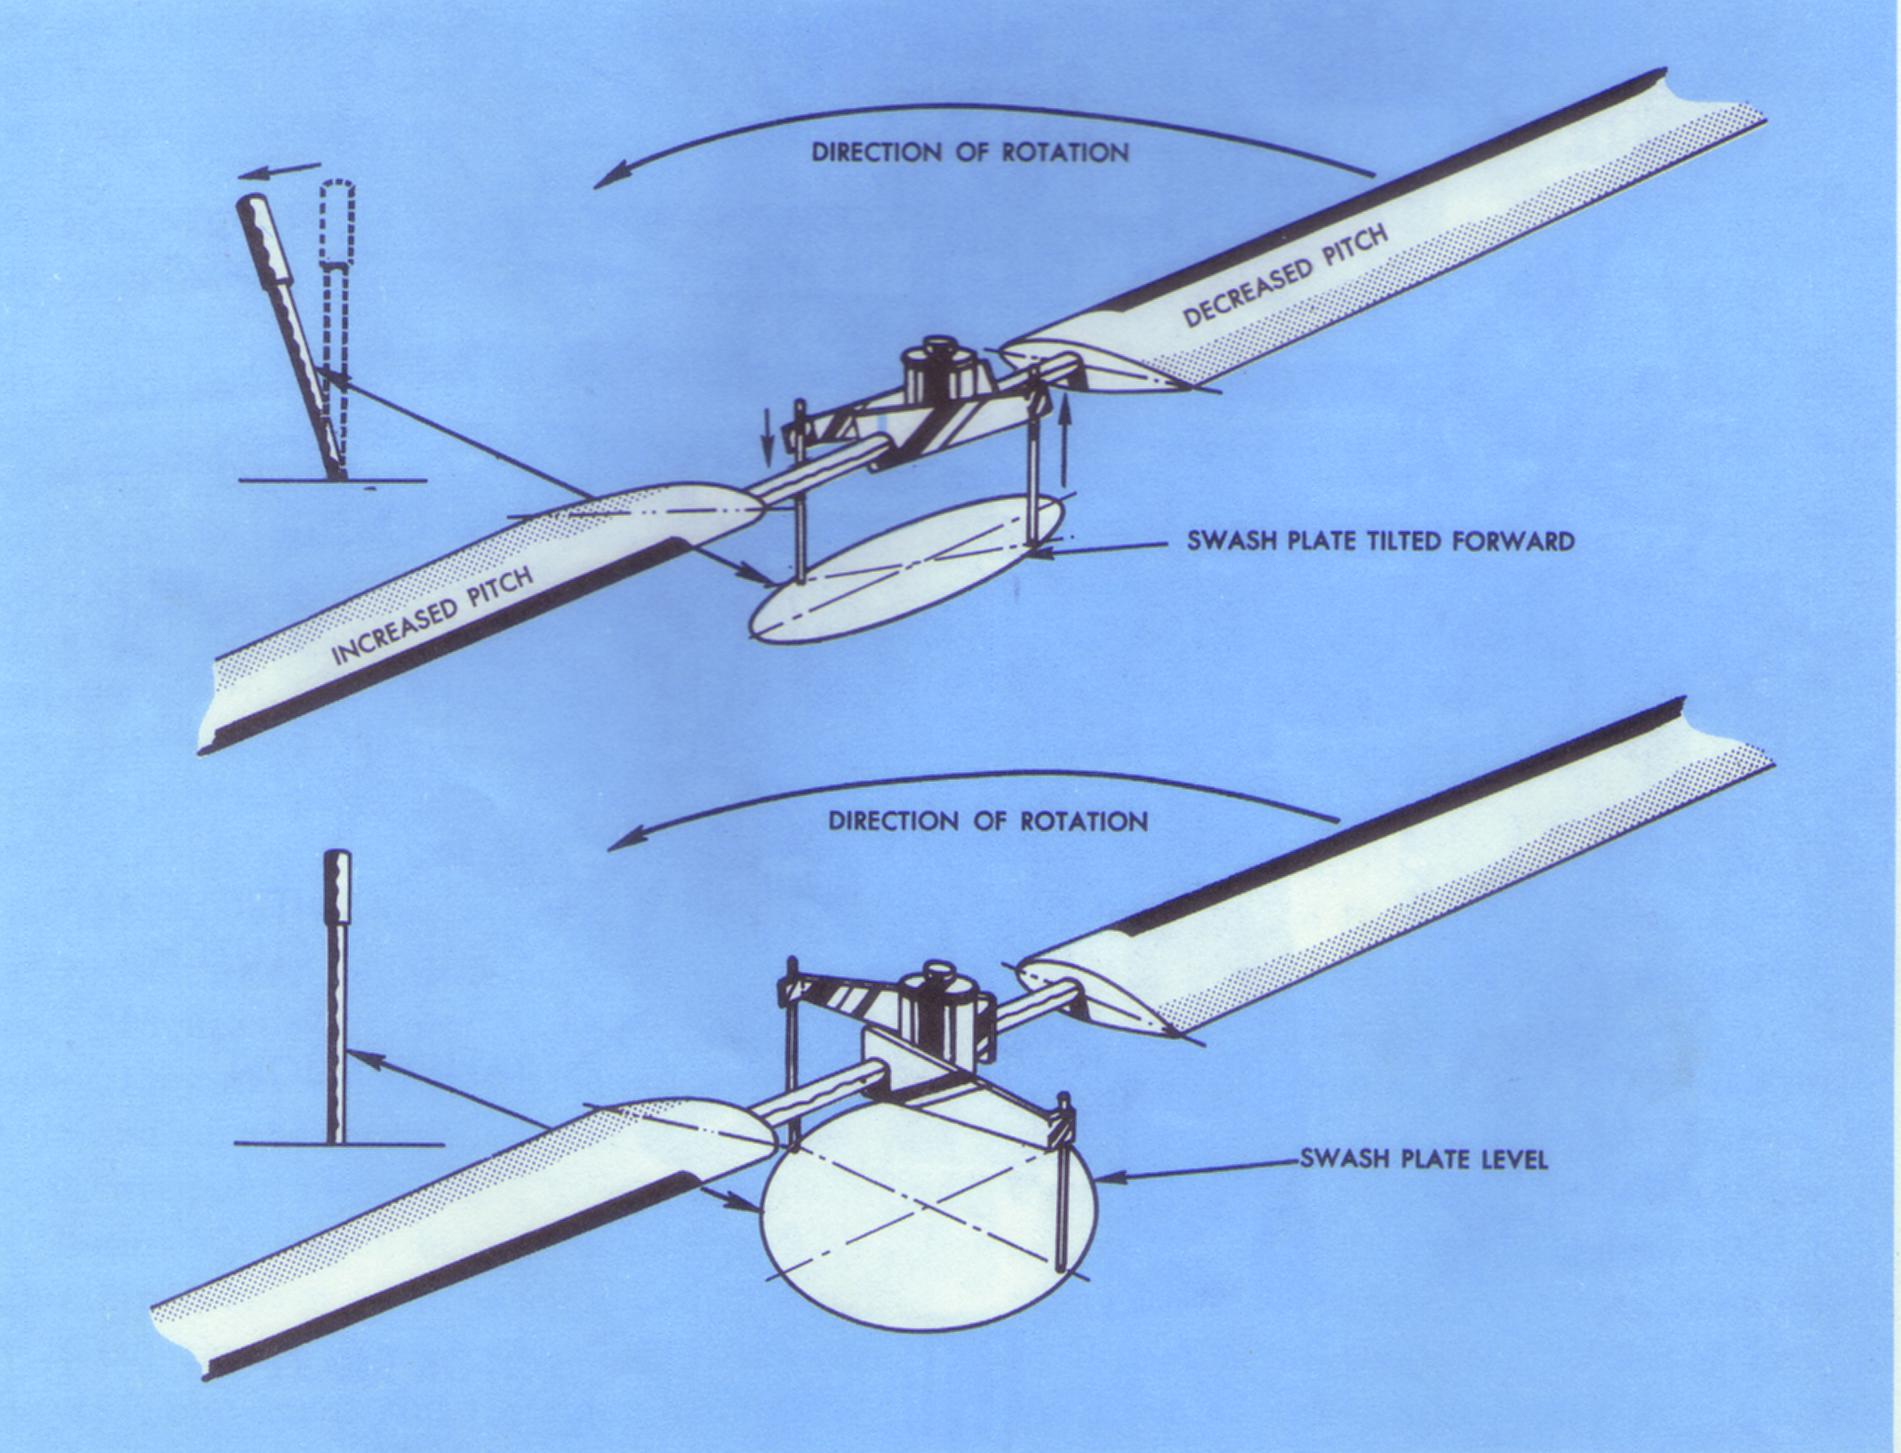 DIRECTION OF ROTATION
DECREASED PITCH
SWASH PLATE TILTED FORWARD
INCREASED PITCH
DIRECTION OF ROTATION
SWASH PLATE LEVEL